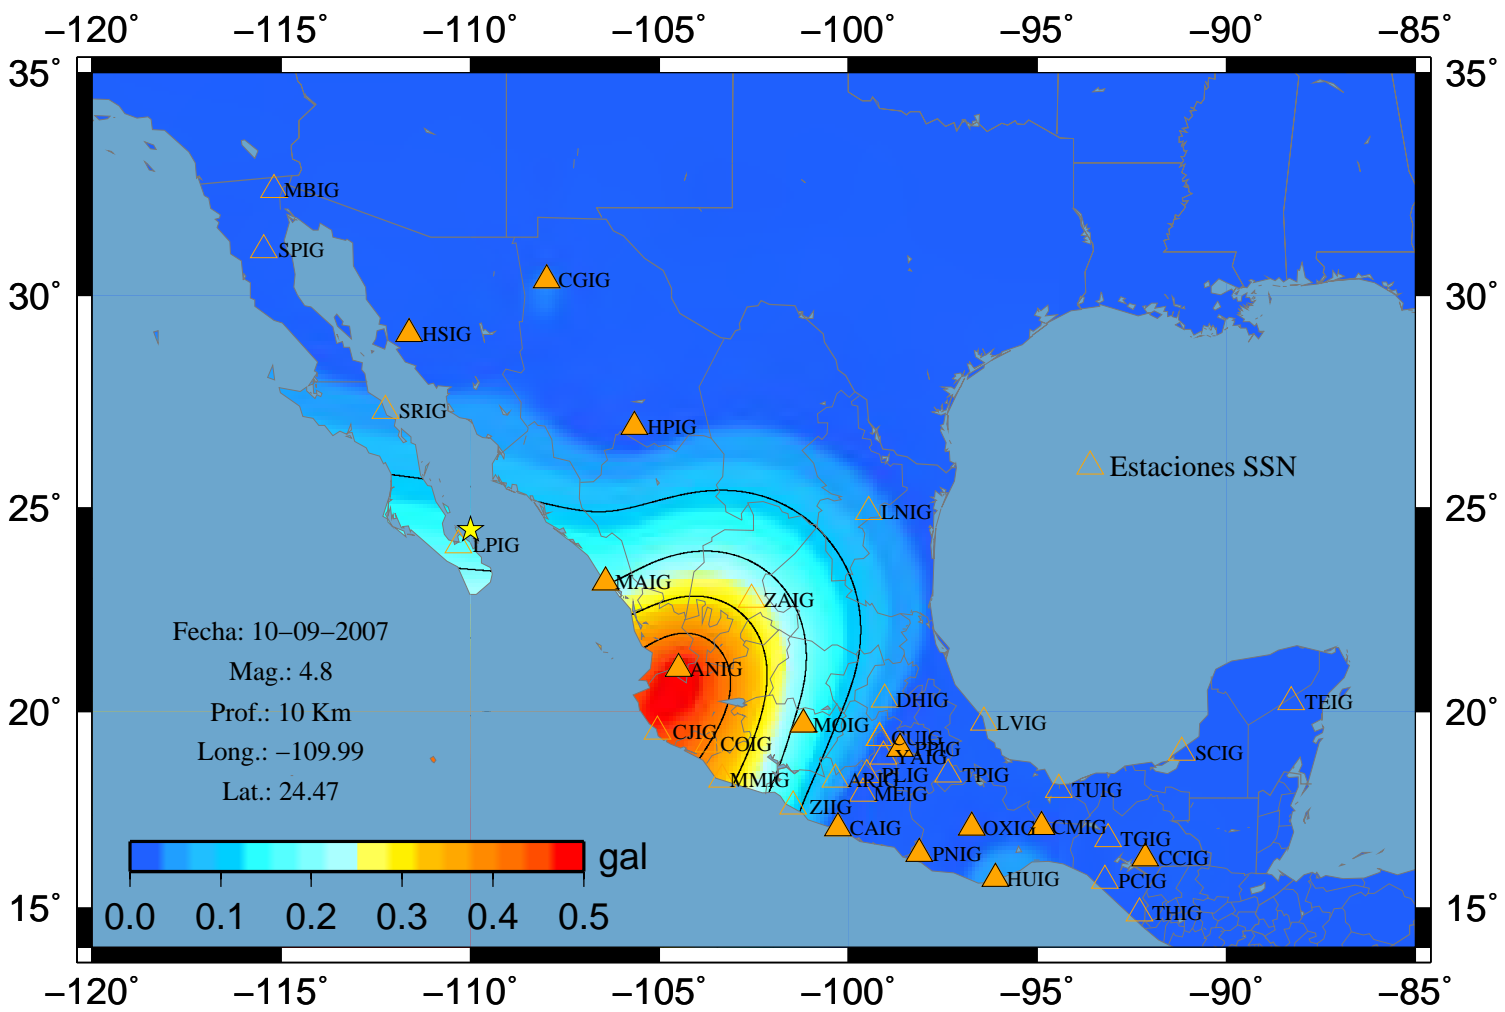 −120˚ −115˚ −110˚ −105˚ −100˚ −95˚ −90˚ −85˚
35˚ 35˚
MBIG
SPIG
CGIG
30˚ 30˚
HSIG
SRIG
HPIG
Estaciones SSN
25˚ 25˚
LNIG
LPIG
MAIG
ZAIG
Fecha: 10−09−2007
Mag.: 4.8
ANIG
DHIG
TEIG
Prof.: 10 Km
20˚ 20˚
MOIG
LVIG
CJIG
COIG
CUIG
PPIG
YAIG
SCIG
Long.: −109.99
PLIG
TPIG
MMIG
ARIG
MEIG
TUIG
Lat.: 24.47
ZIIG
CAIG
OXIG
CMIG
TGIG
PNIG
CCIG
gal
HUIG
PCIG
THIG
0.0 0.1 0.2 0.3 0.4 0.5
15˚ 15˚
−120˚ −115˚ −110˚ −105˚ −100˚ −95˚ −90˚ −85˚